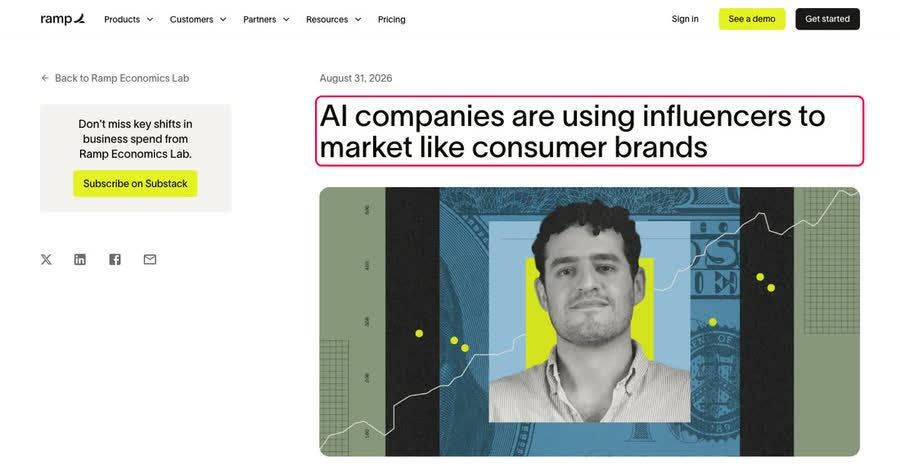 ramp
Products
Customers
Partners
Resources
Pricing
Sign in
See a demo
Get started
Back to Ramp Economics Lab
Don't miss key shifts in
business spend from
Ramp Economics Lab.
Subscribe on Substack
August 31, 2026
AI companies are using influencers to
market like consumer brands